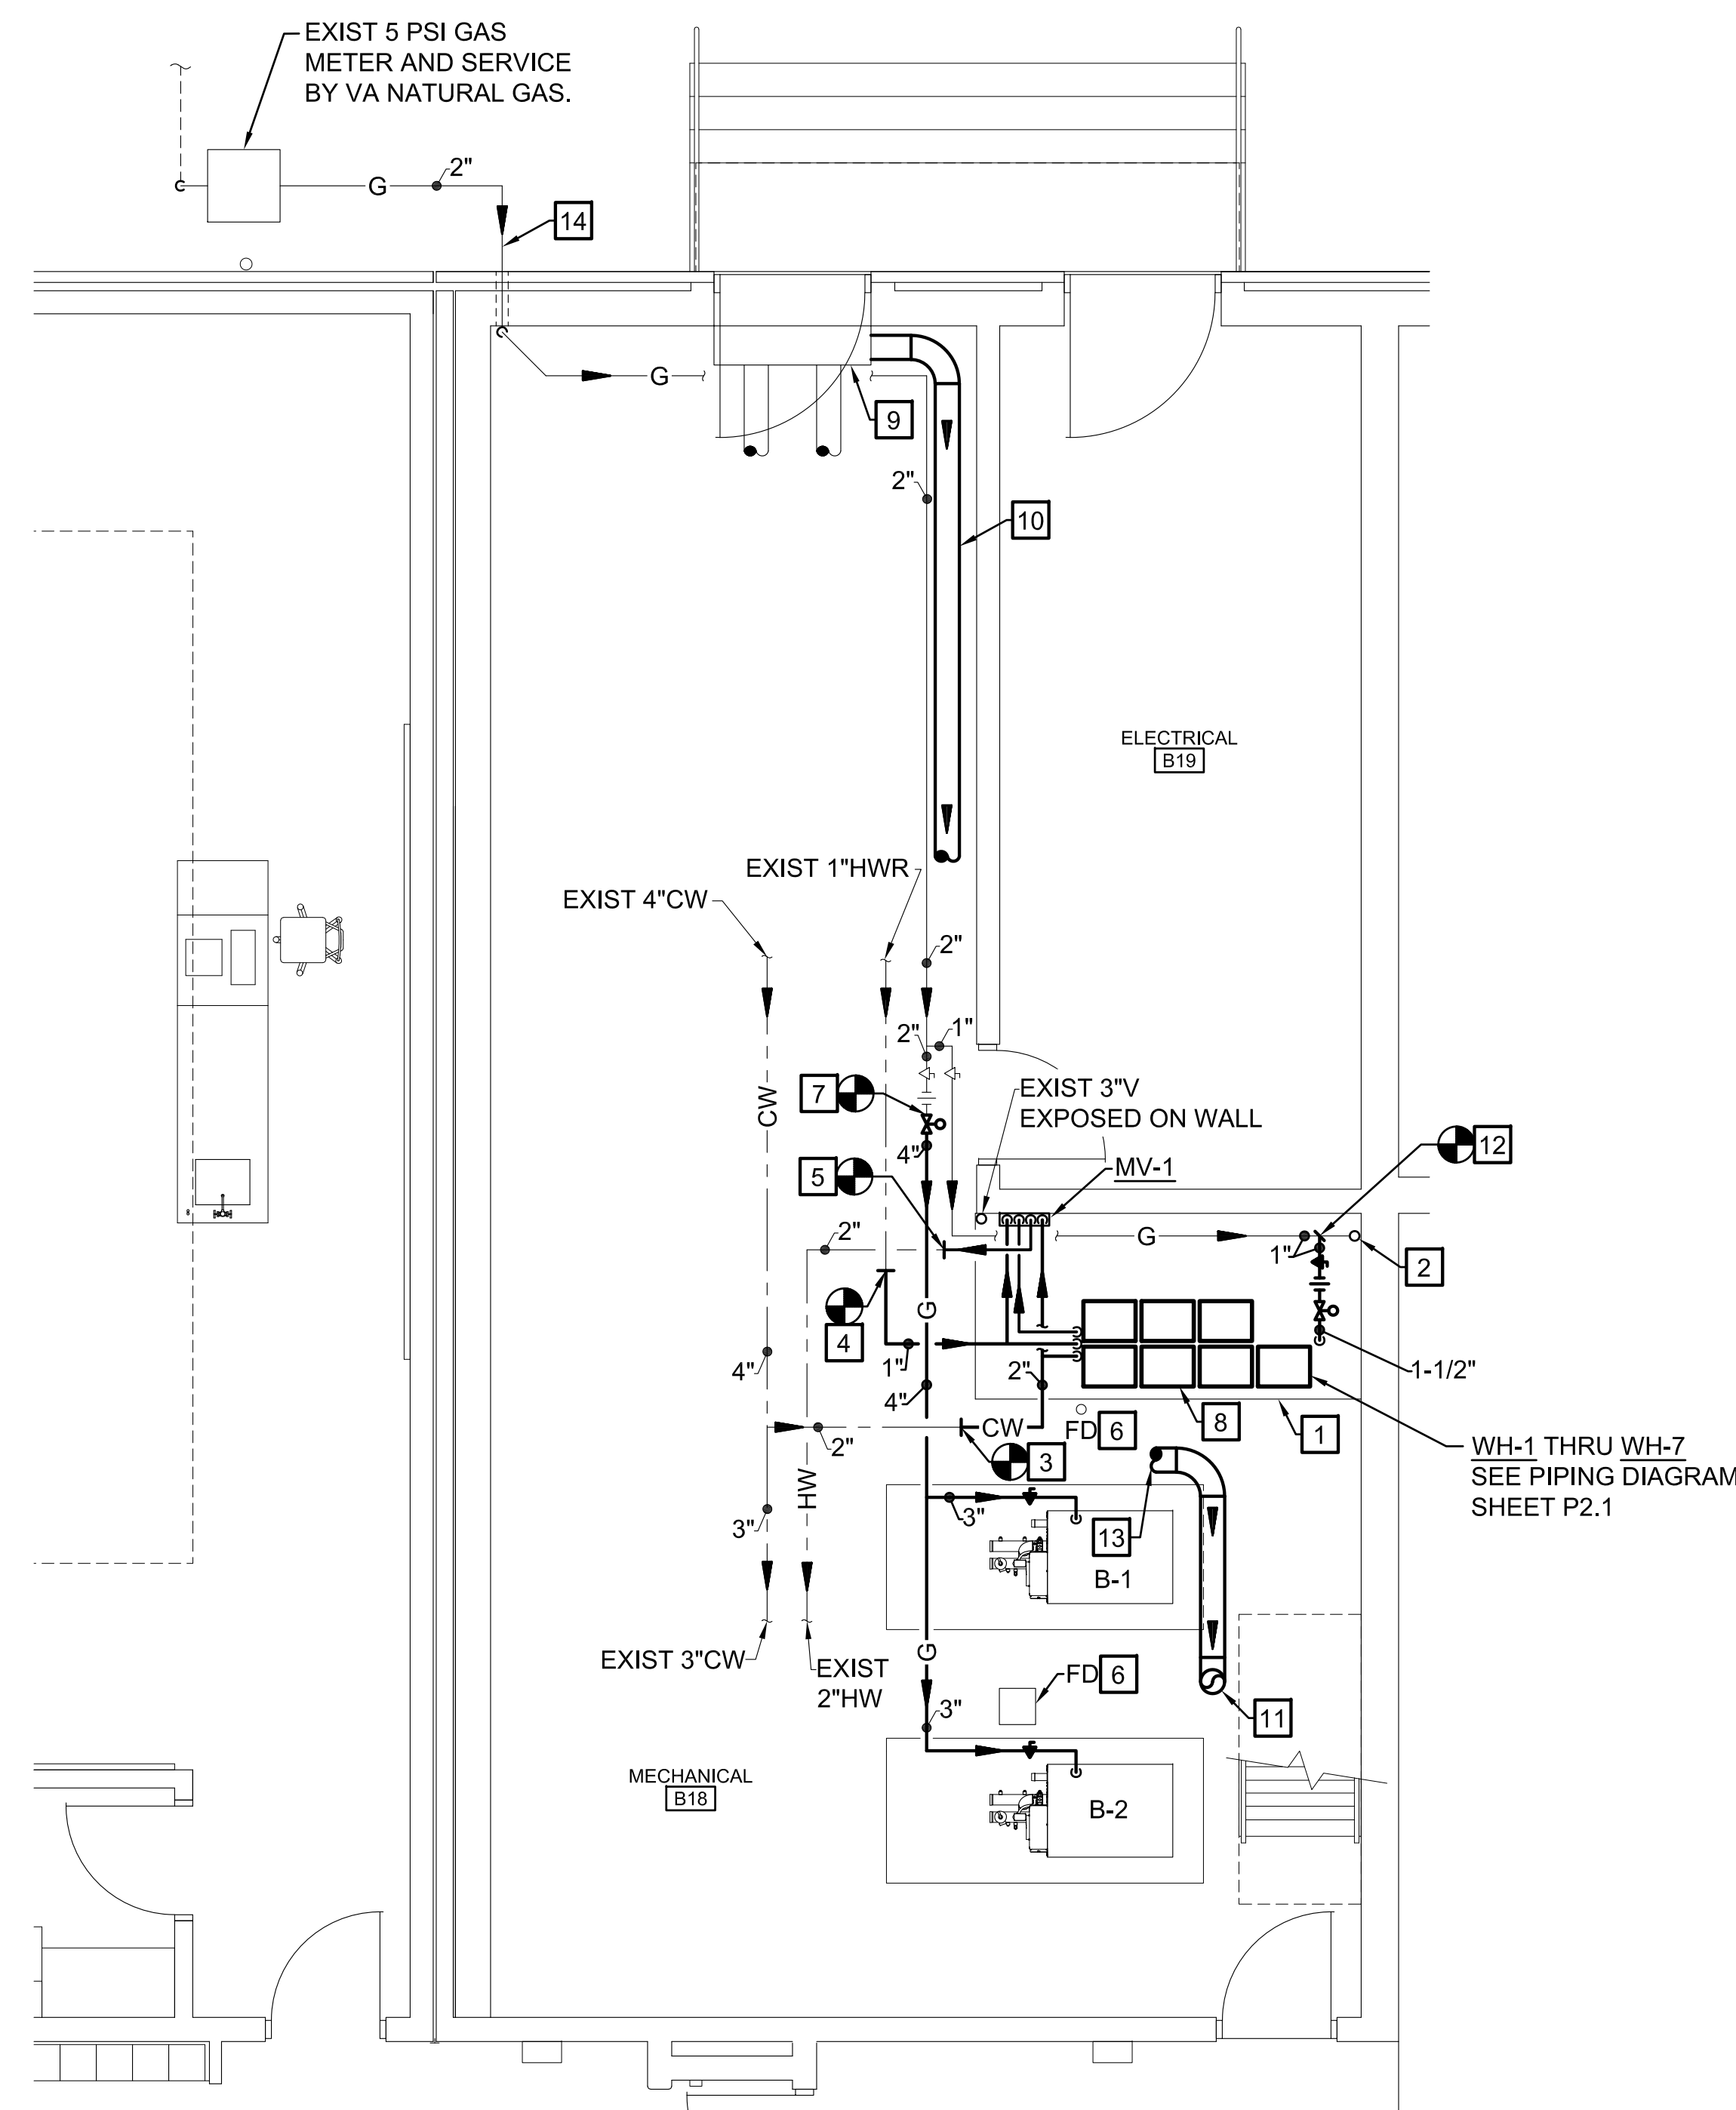 EXIST 5 PSI GAS
METER AND SERVICE
BY VA NATURAL GAS.
2"
G
14
G
9
2"
10
ELECTRICAL
B19
EXIST 1"HWR
EXIST 4"CW
2"
2"
1"
7
EXIST 3"V
EXPOSED ON WALL
CW
4"
12
5
MV-1
2"
G
1"
2
G
4
1"
4"
2"
1-1/2"
4"
8
1
CW
FD 6
2"
3
WH-1 THRU WH-7
SEE PIPING DIAGRAM
SHEET P2.1
HW
3"
3"
13
B-1
G
EXIST 3"CW
EXIST
2"HW
FD 6
3"
11
MECHANICAL
B18
B-2